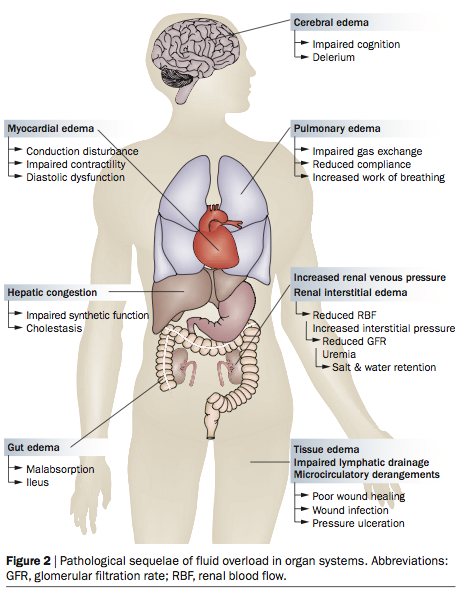 Cerebral edema
Impaired cognition
Delerium
Myocardial edema
Conduction disturbance
Impaired contractility
Diastolic dysfunction
Pulmonary edema
Impaired gas exchange
Reduced compliance
Increased work of breathing
Hepatic congestion
Impaired synthetic function
Cholestasis
Increased renal venous pressure
Renal interstitial edema
Reduced RBF
Increased interstitial pressure
Reduced GFR
Uremia
Salt & water retention
Gut edema
Malabsorption
Ileus
Tissue edema
Impaired lymphatic drainage
Microcirculatory derangements
Poor wound healing
Wound infection
Pressure ulceration
Figure 2 | Pathological sequelae of fluid overload in organ systems. Abbreviations:
GFR, glomerular filtration rate; RBF, renal blood flow.